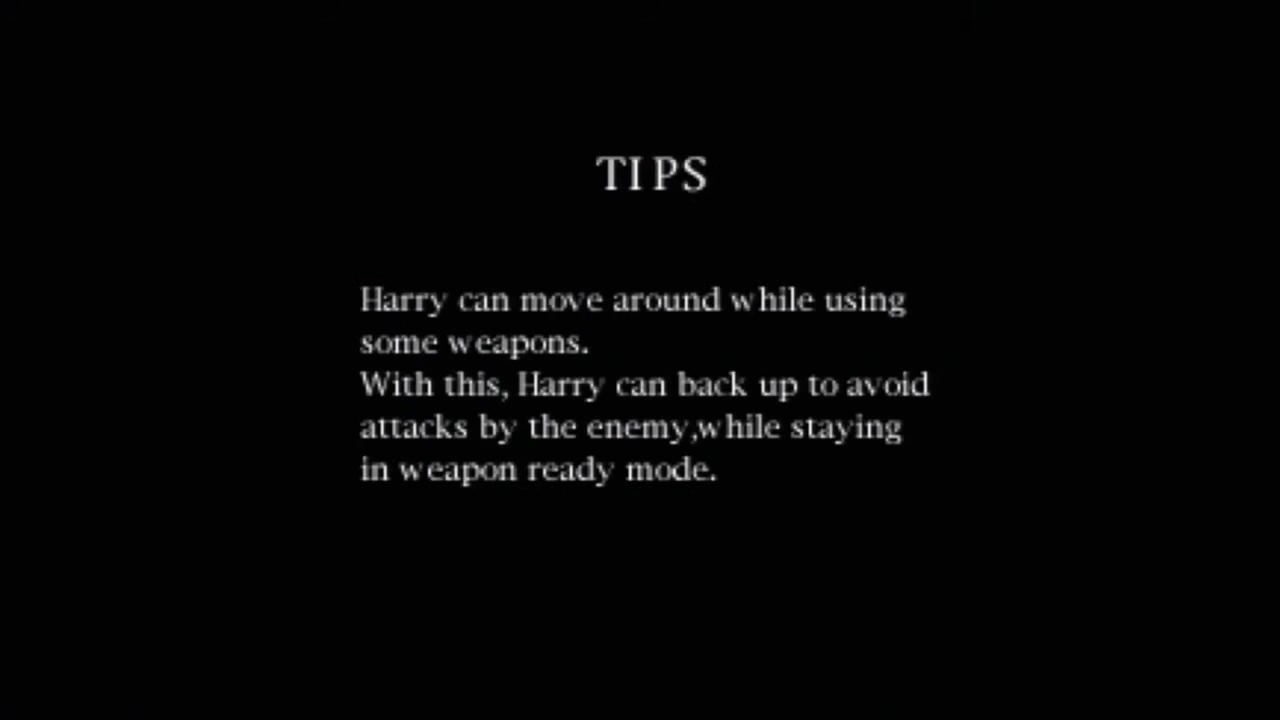 TIPS
Harry can move around while using
some weapons.
With this, Harry can back up to avoid
attacks by the enemy,while staying
in weapon ready mode.